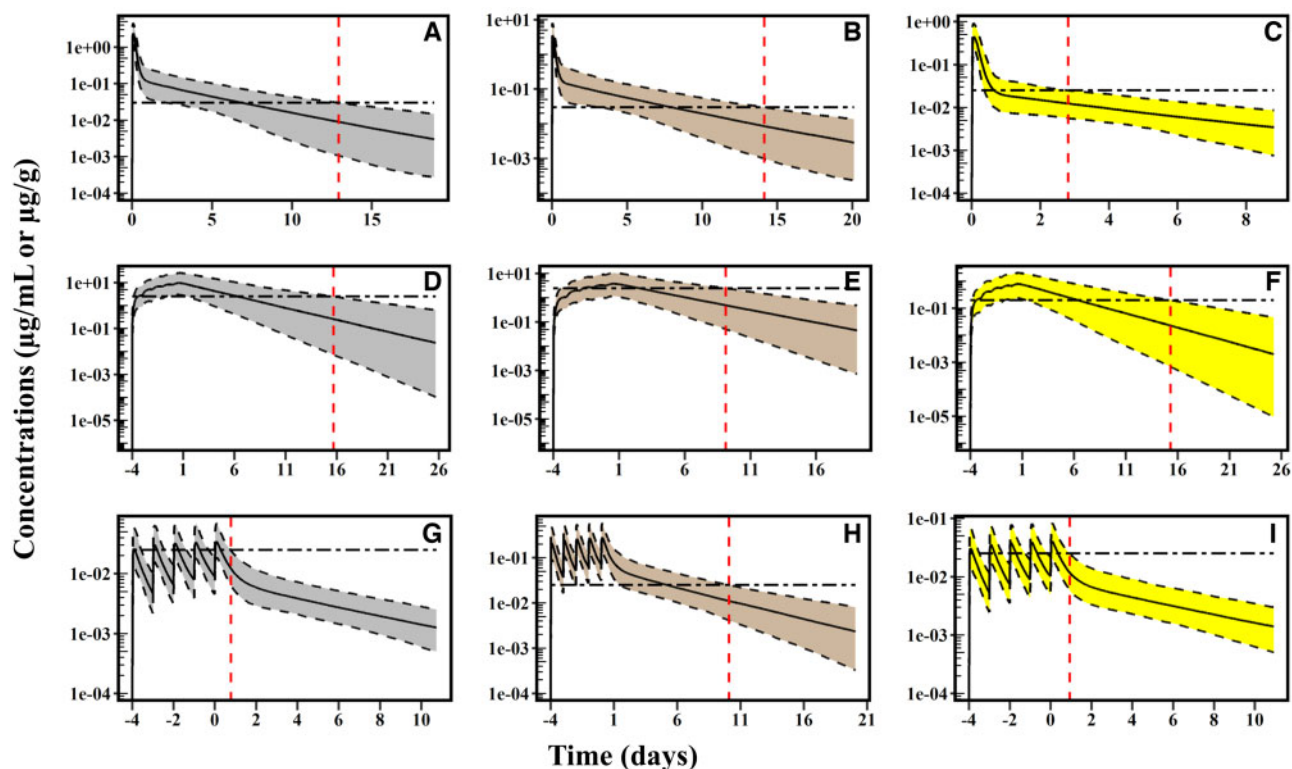 Concentrations (µg/mL or µg/g)
A
1e+00
1e-01
1e-02
1e-03
1e-04
0 5 10 15
B
1e+01
1e-01
1e-03
0 5 10 15 20
C
1e+00
1e-01
1e-02
1e-03
1e-04
0 2 4 6 8
D
1e+01
1e-01
1e-03
1e-05
-4 1 6 11 16 26
E
1e+01
1e-01
1e-03
1e-05
-4 1 6 11 16
F
1e-01
1e-03
1e-05
-4 1 6 11 16 26
G
1e-02
1e-03
1e-04
-4 -2 0 2 4 6 8 10
H
1e-01
1e-02
1e-03
1e-04
-4 1 6 11 16 21
I
1e-01
1e-02
1e-03
1e-04
-4 -2 0 2 4 6 8 10
Time (days)